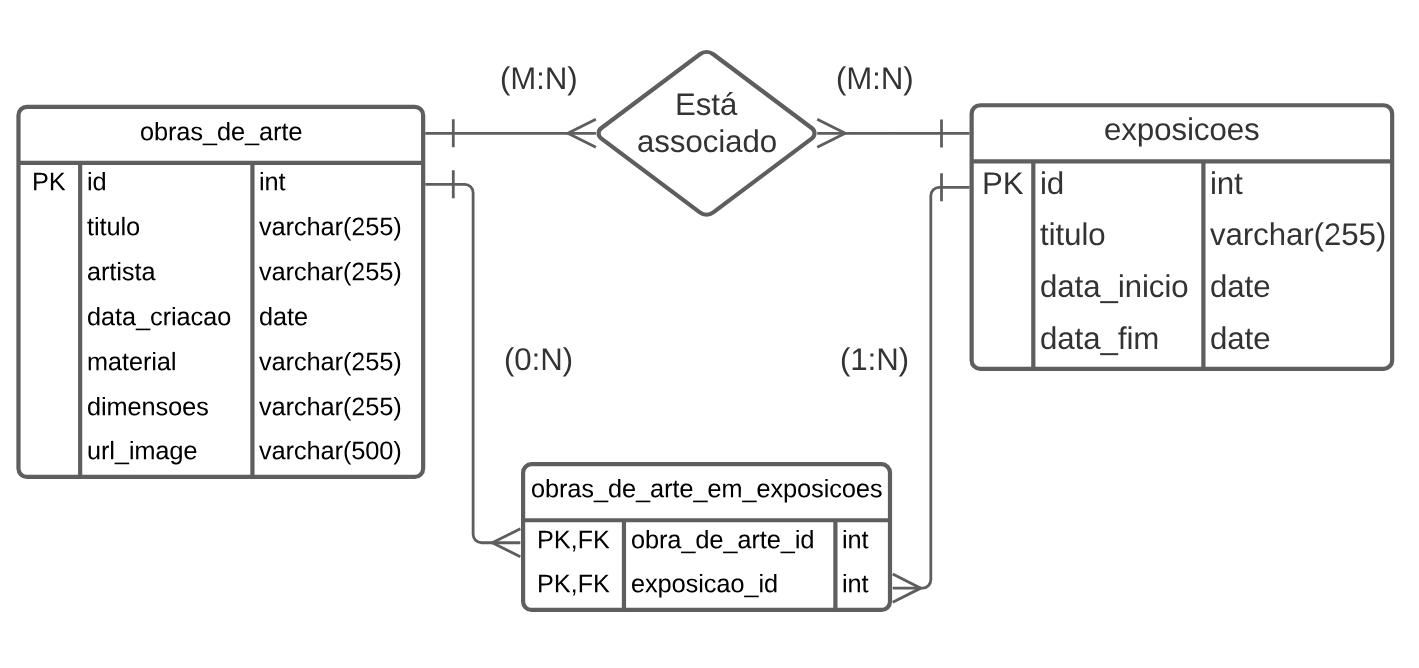 (M:N)
Está
associado
(M:N)
obras_de_arte
PK id int
titulo varchar(255)
artista varchar(255)
data_criacao date
material varchar(255)
dimensoes varchar(255)
url_image varchar(500)
exposicoes
PK id int
titulo varchar(255)
data_inicio date
data_fim date
(0:N)
(1:N)
obras_de_arte_em_exposicoes
PK,FK obra_de_arte_id int
PK,FK exposicao_id int